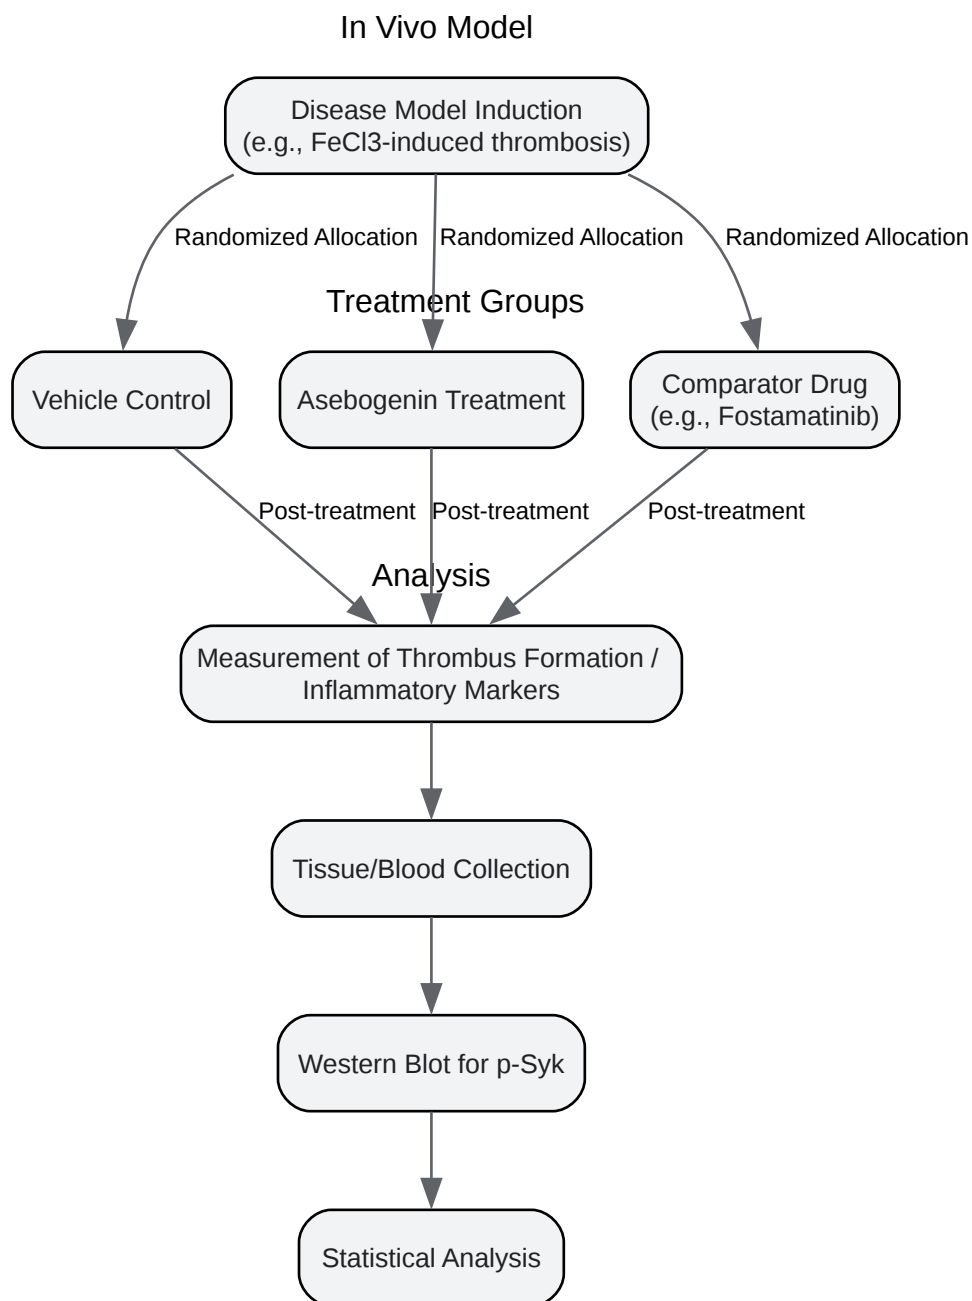 In Vivo Model
Disease Model Induction
(e.g., FeCl3-induced thrombosis)
Randomized Allocation
Randomized Allocation
Randomized Allocation
Treatment Groups
Vehicle Control
Asebogenin Treatment
Comparator Drug
(e.g., Fostamatinib)
Post-treatment
Post-treatment
Post-treatment
Analysis
Measurement of Thrombus Formation /
Inflammatory Markers
Tissue/Blood Collection
Western Blot for p-Syk
Statistical Analysis